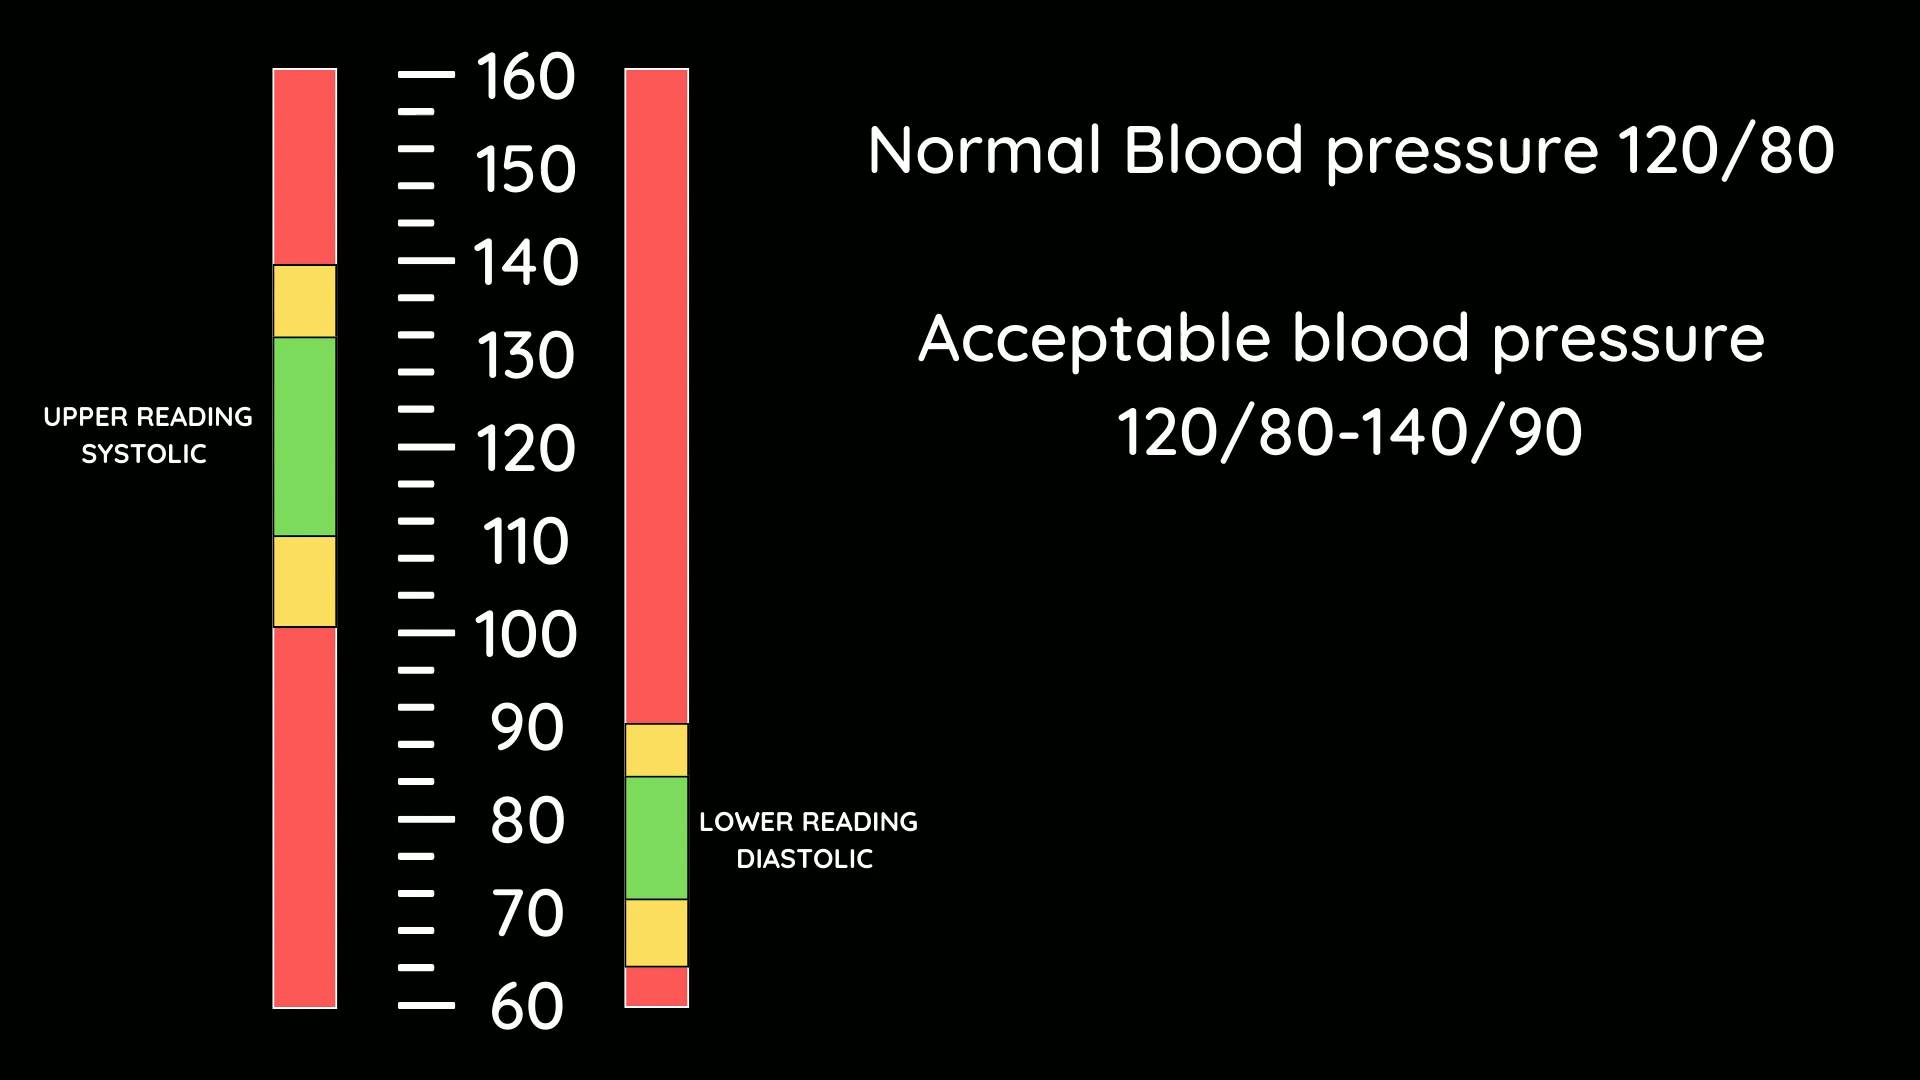 160
150
140
130
120
110
100
90
80
70
60
UPPER READING
SYSTOLIC
LOWER READING
DIASTOLIC
Normal Blood pressure 120/80
Acceptable blood pressure
120/80-140/90